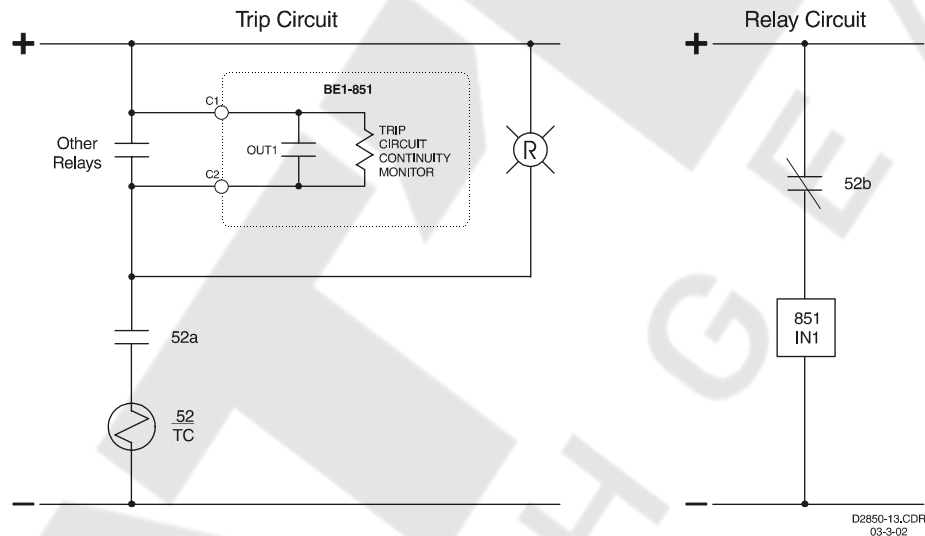 Trip Circuit
Relay Circuit
+
+
BE1-851
C1
Other
Relays
OUT1
TRIP
CIRCUIT
CONTINUITY
MONITOR
R
C2
52b
52a
851
IN1
52
TC
−
−
D2850-13.CDR
03-3-02